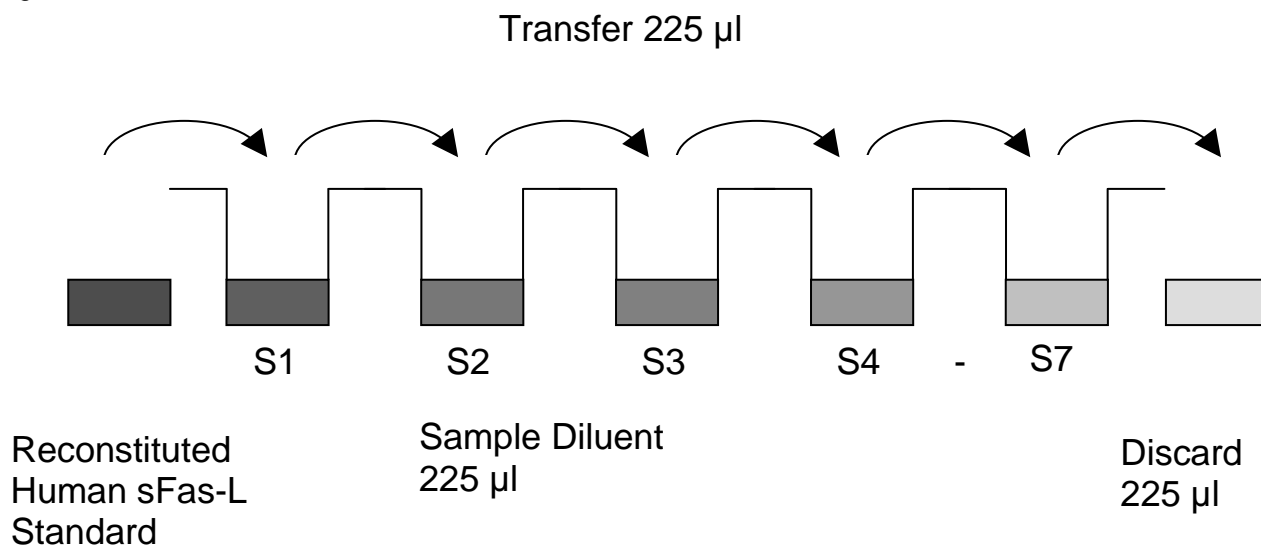 Transfer 225 µl
S1 S2 S3 S4 - S7
Reconstituted
Human sFas-L
Standard
Sample Diluent
225 µl
Discard
225 µl